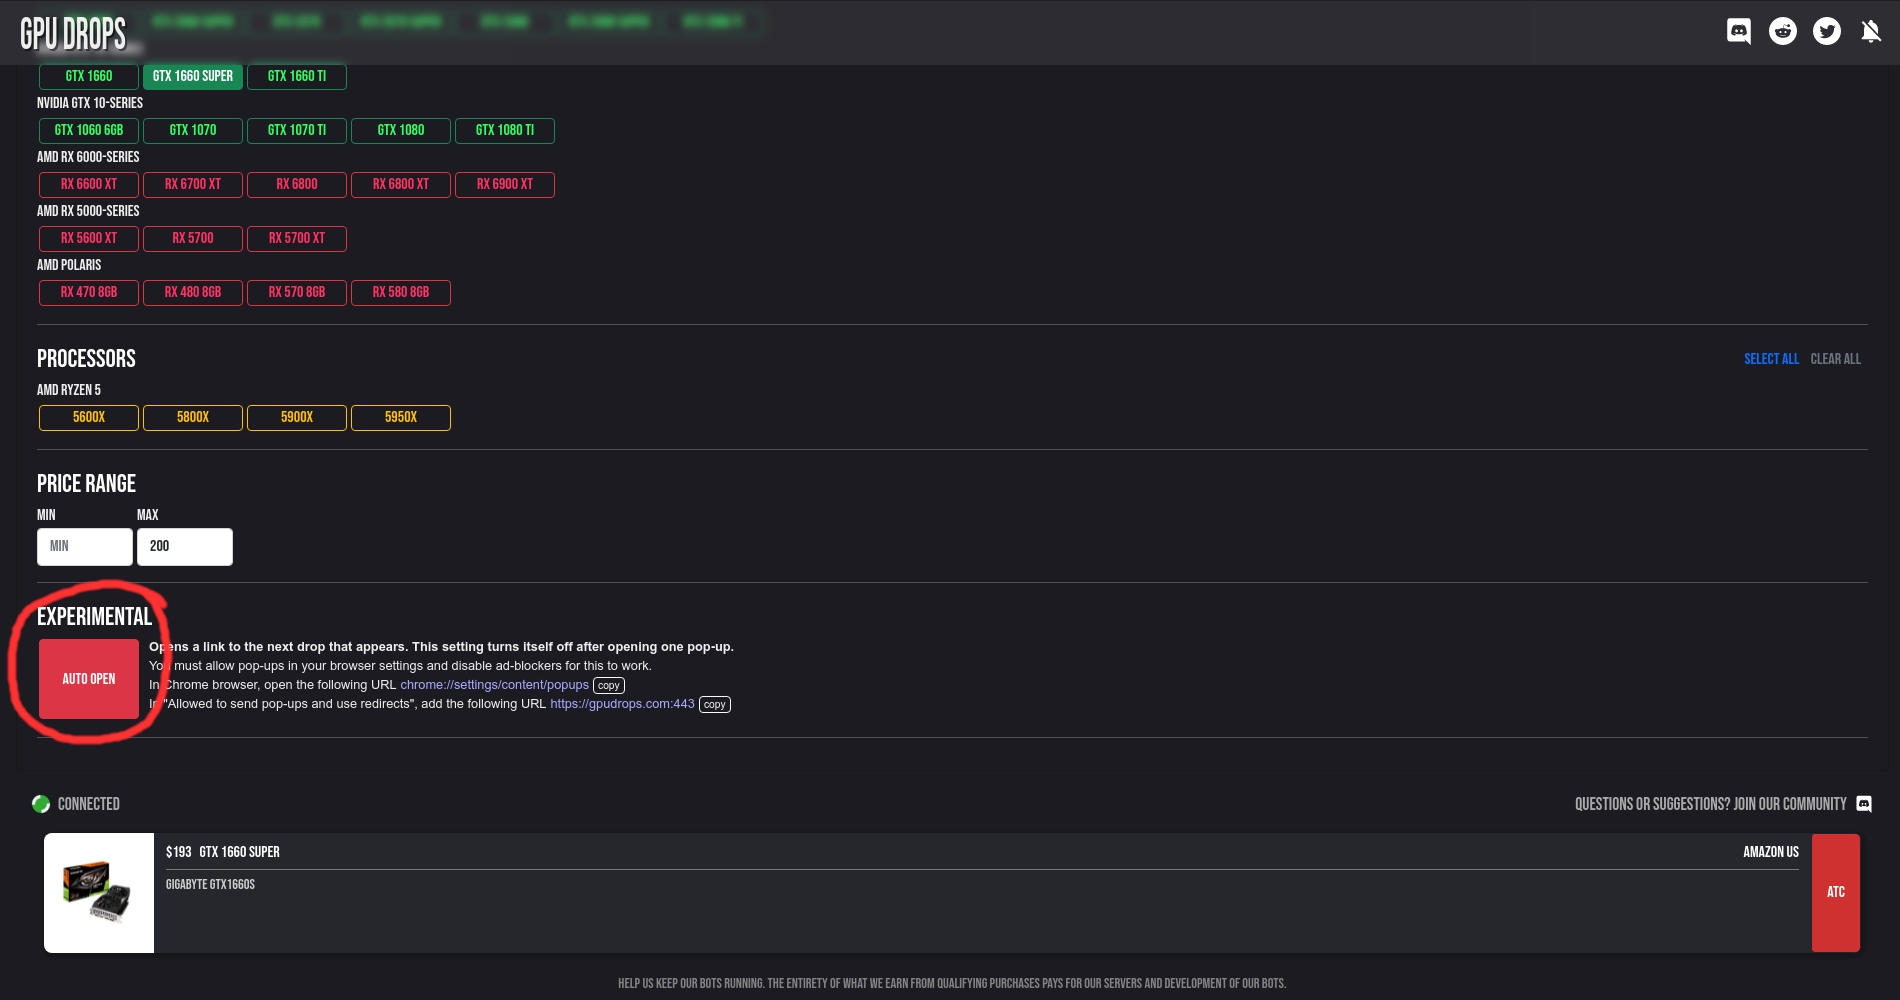 GPU DROPS
GTX 1660 GTX 1660 SUPER GTX 1660 TI
NVIDIA GTX 10-SERIES
GTX 1060 6GB GTX 1070 GTX 1070 TI GTX 1080 GTX 1080 TI
AMD RX 6000-SERIES
RX 6600 XT RX 6700 XT RX 6800 RX 6800 XT RX 6900 XT
AMD RX 5000-SERIES
RX 5600 XT RX 5700 RX 5700 XT
AMD POLARIS
RX 470 8GB RX 480 8GB RX 570 8GB RX 580 8GB
PROCESSORS SELECT ALL CLEAR ALL
AMD RYZEN 5
5600X 5800X 5900X 5950X
PRICE RANGE
MIN MAX
MIN 200
EXPERIMENTAL
Opens a link to the next drop that appears. This setting turns itself off after opening one pop-up.
You must allow pop-ups in your browser settings and disable ad-blockers for this to work.
AUTO OPEN
In Chrome browser, open the following URL chrome://settings/content/popups copy
In "Allowed to send pop-ups and use redirects", add the following URL https://gpudrops.com:443 copy
CONNECTED QUESTIONS OR SUGGESTIONS? JOIN OUR COMMUNITY
$193 GTX 1660 SUPER AMAZON US
GIGABYTE GTX1660S
ATC
HELP US KEEP OUR BOTS RUNNING. THE ENTIRETY OF WHAT WE EARN FROM QUALIFYING PURCHASES PAYS FOR OUR SERVERS AND DEVELOPMENT OF OUR BOTS.